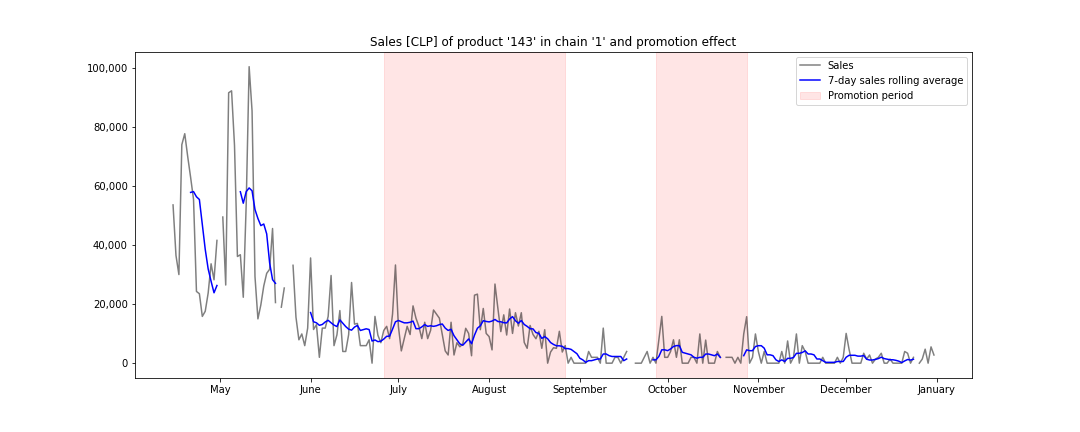 Sales [CLP] of product '143' in chain '1' and promotion effect
Sales
7-day sales rolling average
Promotion period
100,000
80,000
60,000
40,000
20,000
0
May
June
July
August
September
October
November
December
January